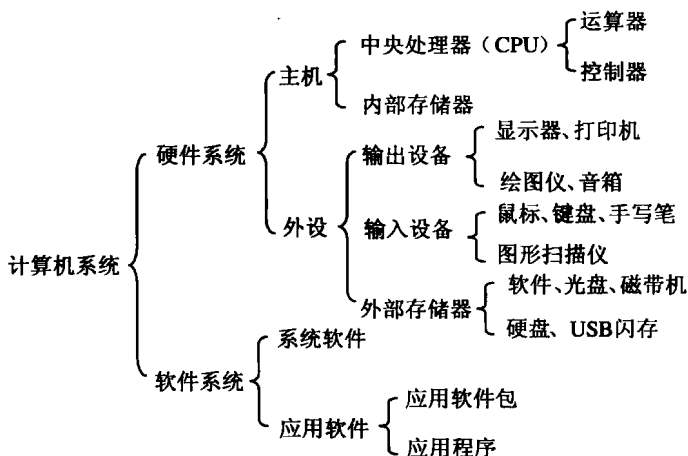 运算器
中央处理器（CPU）
控制器
主机
内部存储器
显示器、打印机
硬件系统
输出设备
绘图仪、音箱
鼠标、键盘、手写笔
外设
输入设备
图形扫描仪
计算机系统
软件、光盘、磁带机
外部存储器
硬盘、USB闪存
系统软件
软件系统
应用软件包
应用软件
应用程序